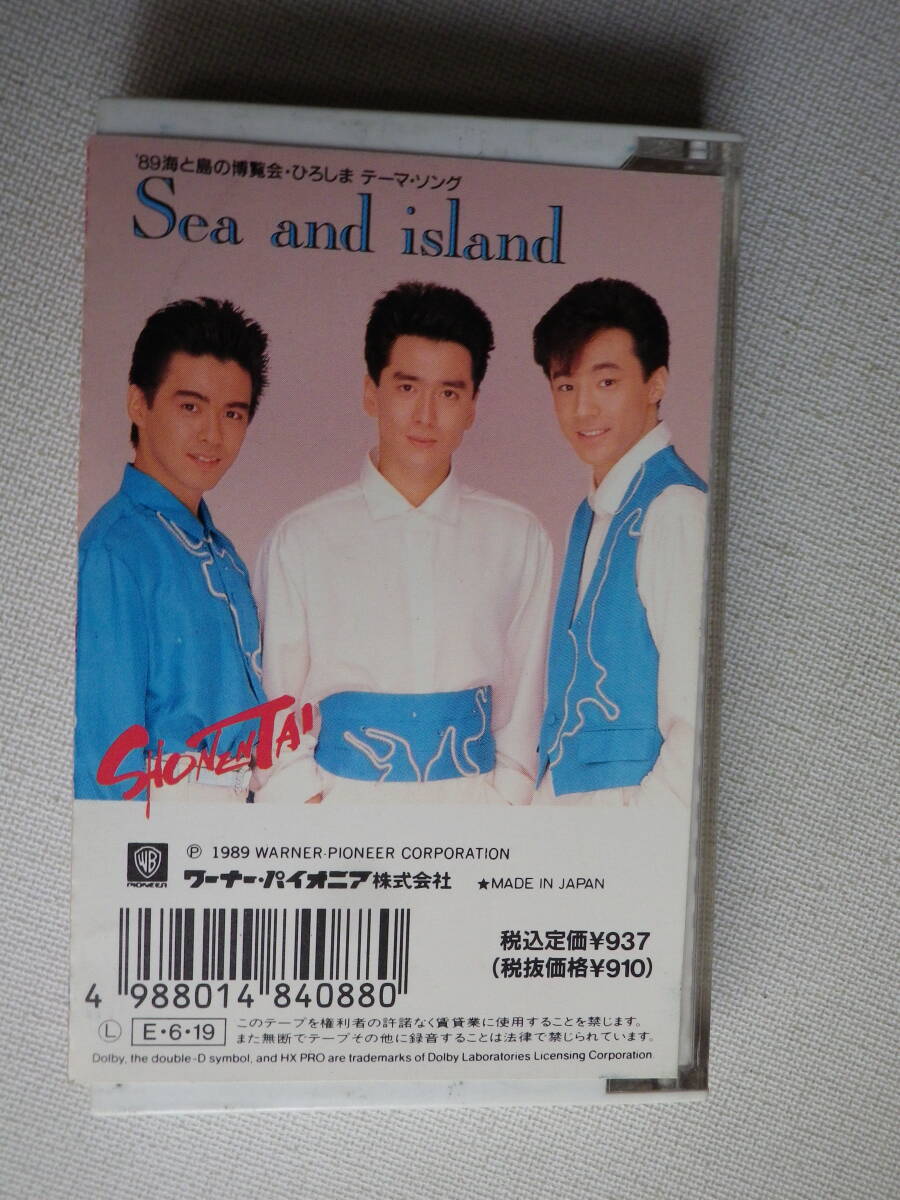 '89海と島の博覧会・ひろしま テーマ・ソング
Sea and island
SHONENTAI
WB
PIONEER
Ⓟ 1989 WARNER-PIONEER CORPORATION
ワーナー・パイオニア株式会社 ★MADE IN JAPAN
税込定価¥937
(税抜価格¥910)
4 988014 840880
Ⓛ E・6・19 このテープを権利者の許諾なく賃貸業に使用することを禁じます。
また無断でテープその他に録音することは法律で禁じられています。
Dolby, the double-D symbol, and HX PRO are trademarks of Dolby Laboratories Licensing Corporation.